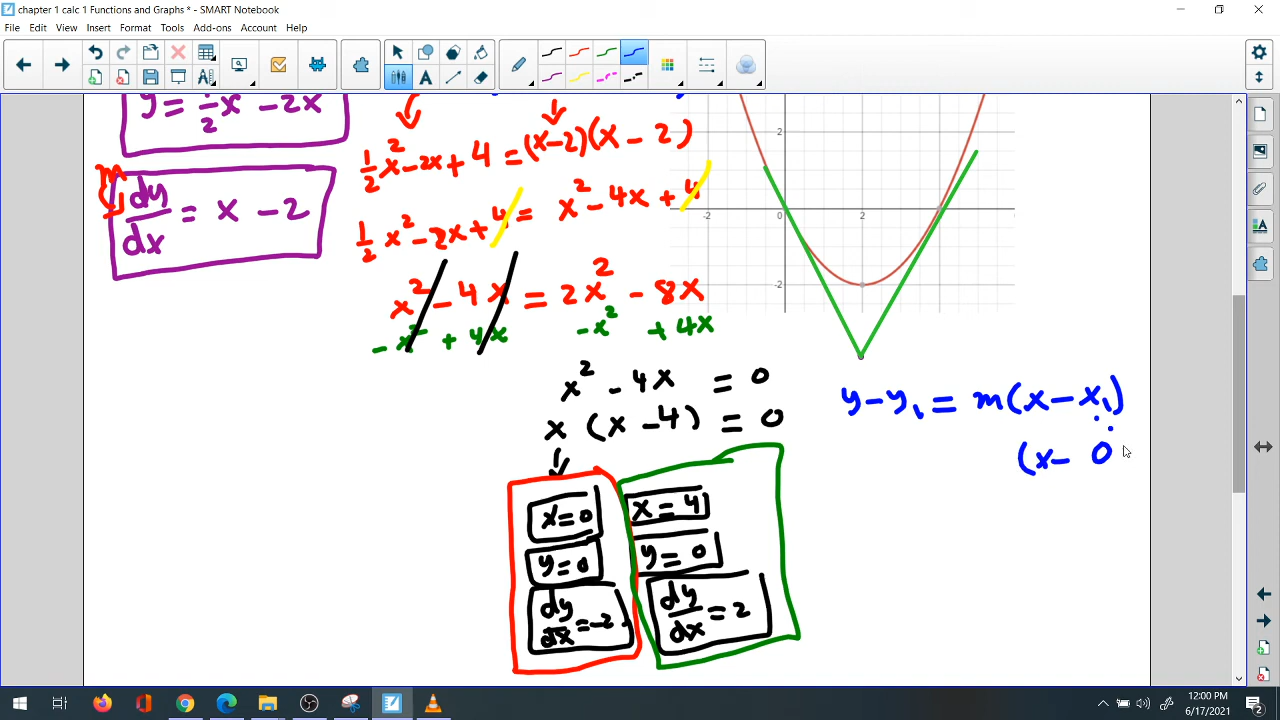 chapter 1 calc 1 Functions and Graphs * - SMART Notebook
File Edit View Insert Format Tools Add-ons Account Help
y = 1/2 x - 2x
m
dy/dx = x - 2
1/2 x² - 2x + 4 = (x-2)(x - 2)
1/2 x² - 2x + 4 = x² - 4x + 4
x² - 4x = 2x² - 8x
- x² + 4x - x² + 4x
x² - 4x = 0
x (x - 4) = 0
x=0
y=0
dy/dx = -2
x = 4
y = 0
dy/dx = 2
2
-2 0 2
-2
y - y₁ = m(x - x₁)
(x - 0
12:00 PM
6/17/2021
2